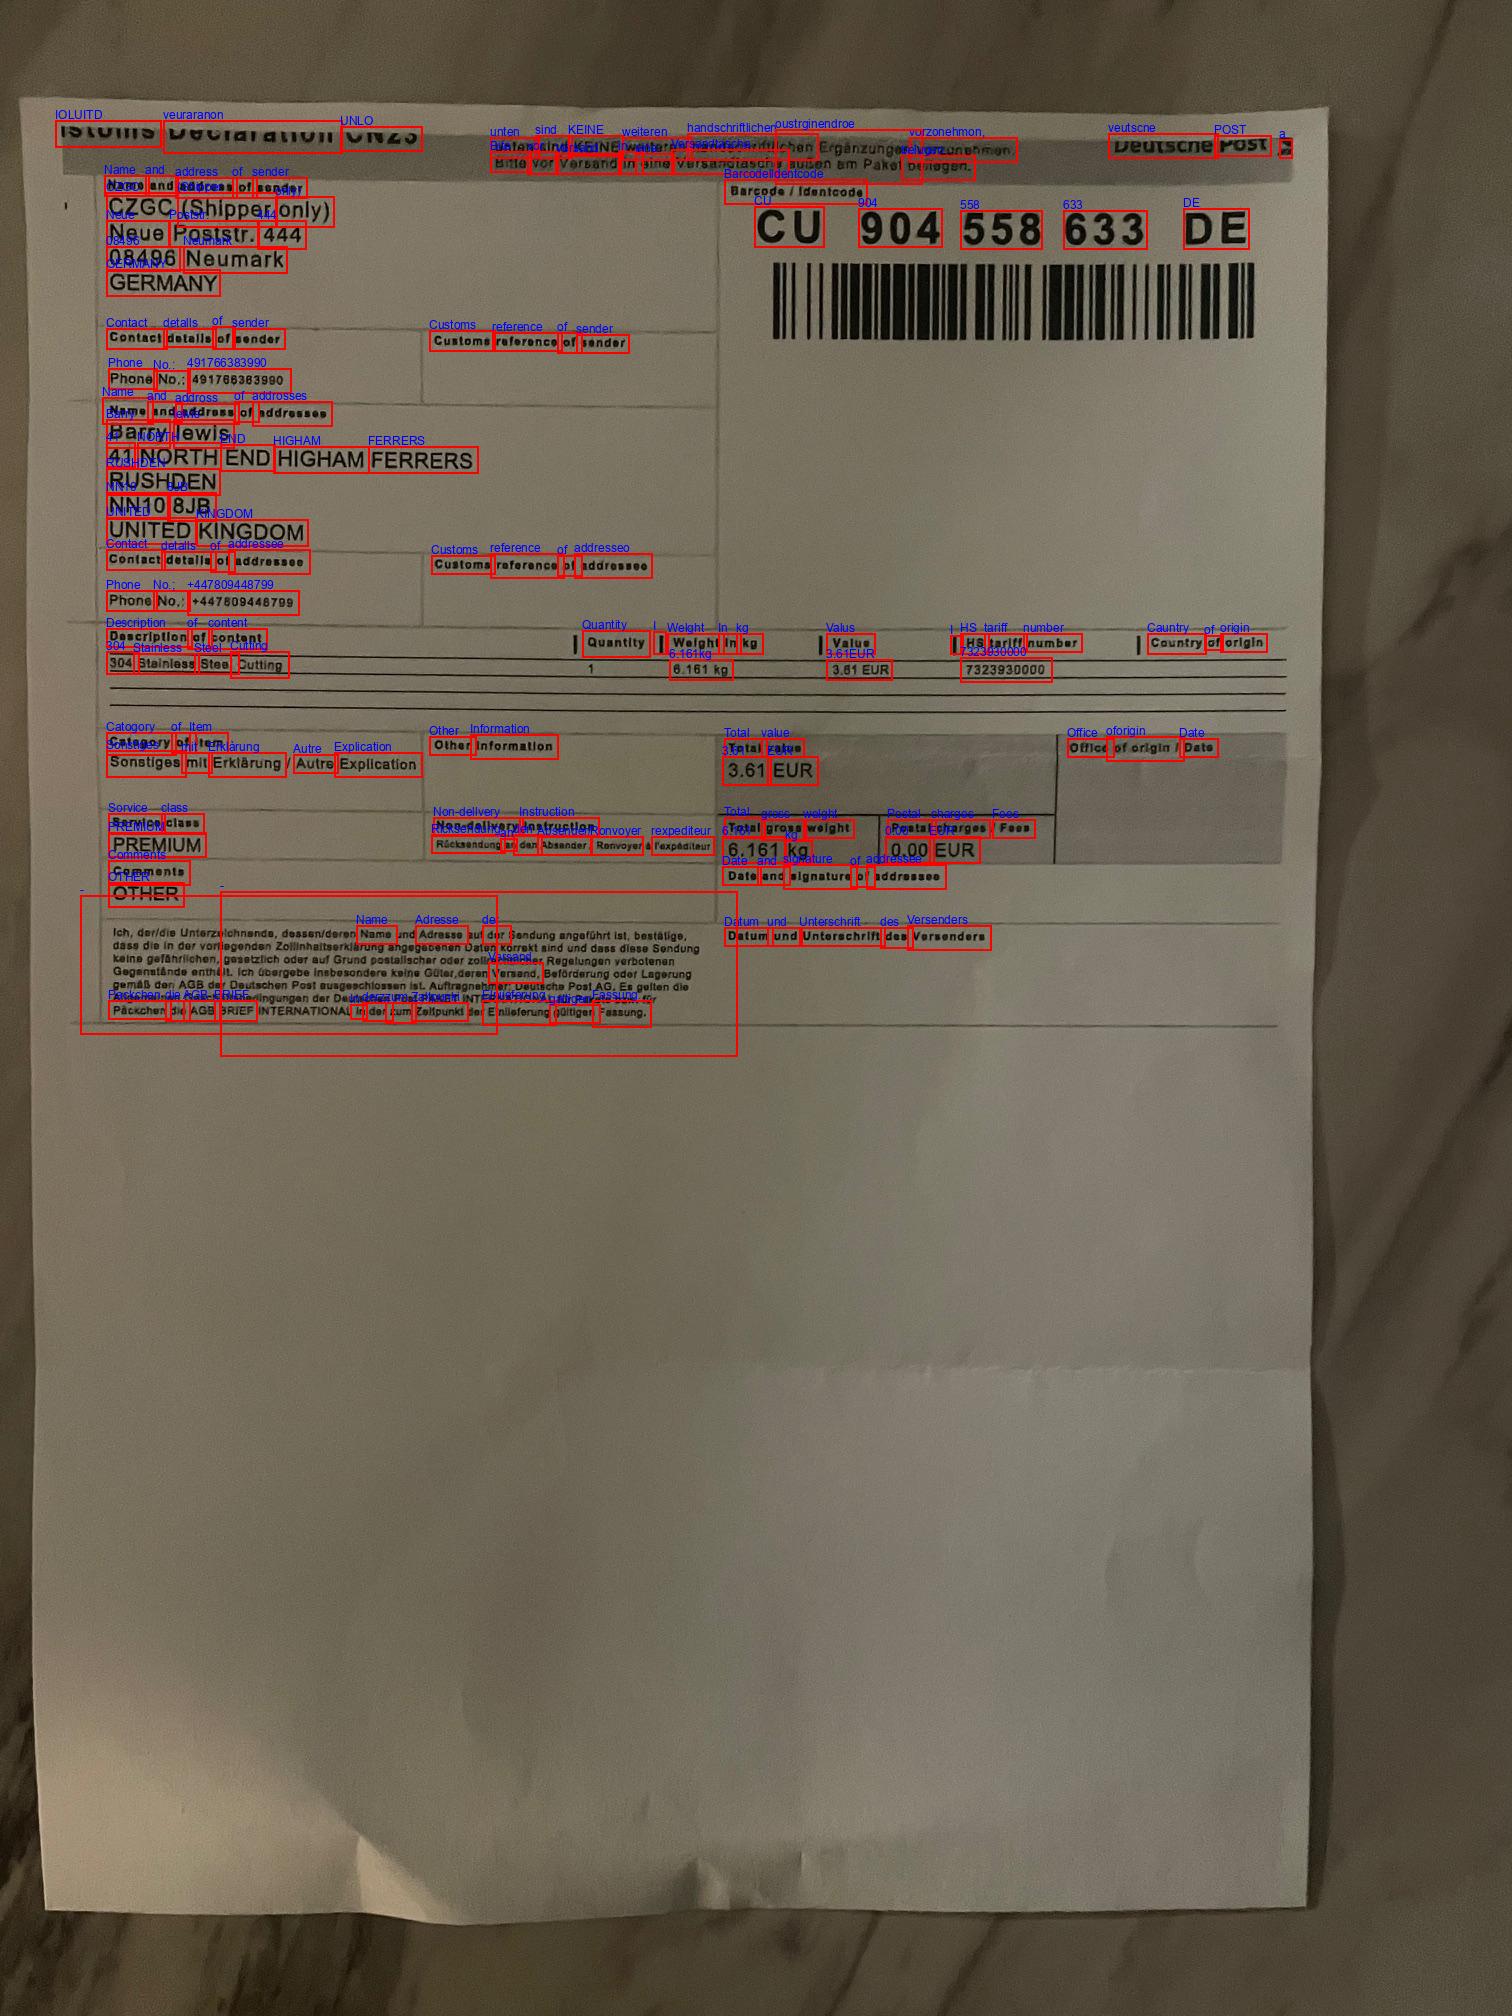 Declaration CN23
unten sind KEINE weiteren handschriftlichen Ergänzungen vorzunehmen.
Bitte vor Versand in eine Versandtasche außen am Paket beilegen.
Deutsche Post
Name and address of sender
CZGC (Shipper only)
Neue Poststr. 444
08496 Neumark
GERMANY
Barcode / Identcode
CU 904 558 633 DE
Contact details of sender
Customs reference of sender
Phone No.: 491766383990
Name and address of addresses
Barry lewis
41 NORTH END HIGHAM FERRERS
RUSHDEN
NN10 8JB
UNITED KINGDOM
Contact details of addressee
Customs reference of addressee
Phone No.: +447809448799
Description of content | Quantity | Weight in kg | Value | HS tariff number | Country of origin
304 Stainless Steel Cutting 1 6.161 kg 3.61 EUR 7323930000
Category of item
Sonstiges mit Erklärung / Autre Explication
Other information
Total value
3.61 EUR
Office of origin / Date
Service class
PREMIUM
Non-delivery instruction
Rücksendung an den Absender / Renvoyer à l'expéditeur
Total gross weight
6.161 kg
Postal charges / Fees
0.00 EUR
Comments
OTHER
Date and signature of addressee
Ich, der/die Unterzeichnende, dessen/deren Name und Adresse auf der Sendung angeführt ist, bestätige,
dass die in der vorliegenden Zollinhaltserklärung angegebenen Daten korrekt sind und dass diese Sendung
keine gefährlichen, gesetzlich oder auf Grund postalischer oder zollrechtlicher Regelungen verbotenen
Gegenstände enthält. Ich übergebe insbesondere keine Güter, deren Versand, Beförderung oder Lagerung
gemäß den AGB der Deutschen Post ausgeschlossen ist. Auftragnehmer: Deutsche Post AG. Es gelten die
Allgemeinen Geschäftsbedingungen der Deutschen Post PAKET INTERNATIONAL für Pakete bzw. für
Päckchen die AGB BRIEF INTERNATIONAL in der zum Zeitpunkt der Einlieferung gültigen Fassung.
Datum und Unterschrift des Versenders